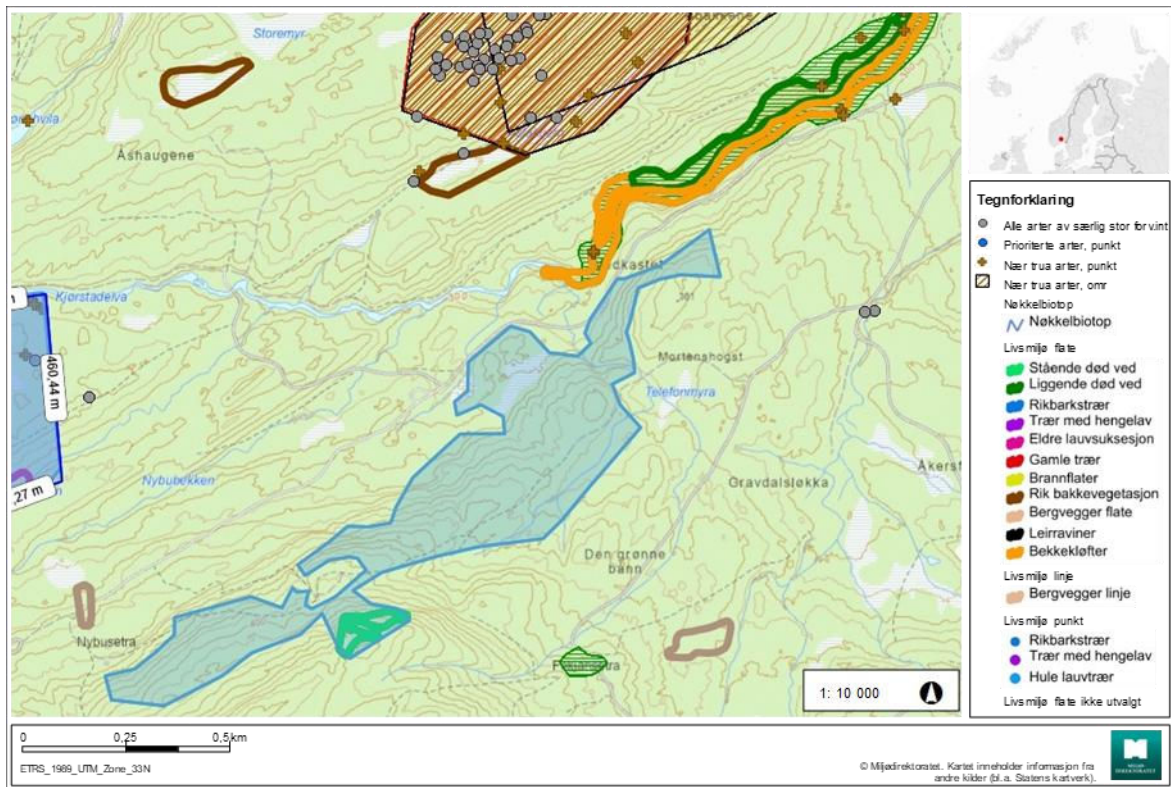 Storemyr
Åshaugene
Kjørstadelva
dkastet
101
Mortenshogst
Telefonmyra
460,44 m
Nybubekken
,27 m
Gravdalsløkka
Åkerst
Den grønne
bann
Nybusetra
1: 10 000
Tegnforklaring
Alle arter av særlig stor forv.int
Prioriterte arter, punkt
Nær trua arter, punkt
Nær trua arter, omr
Nøkkelbiotop
Nøkkelbiotop
Livsmiljø flate
Stående død ved
Liggende død ved
Rikbarkstrær
Trær med hengelav
Eldre lauvsuksesjon
Gamle trær
Brannflater
Rik bakkevegetasjon
Bergvegger flate
Leirraviner
Bekkekløfter
Livsmiljø linje
Bergvegger linje
Livsmiljø punkt
Rikbarkstrær
Trær med hengelav
Hule lauvtrær
Livsmiljø flate ikke utvalgt
0 0,25 0,5 km
ETRS_1989_UTM_Zone_33N
© Miljødirektoratet. Kartet inneholder informasjon fra
andre kilder (bl.a. Statens kartverk).